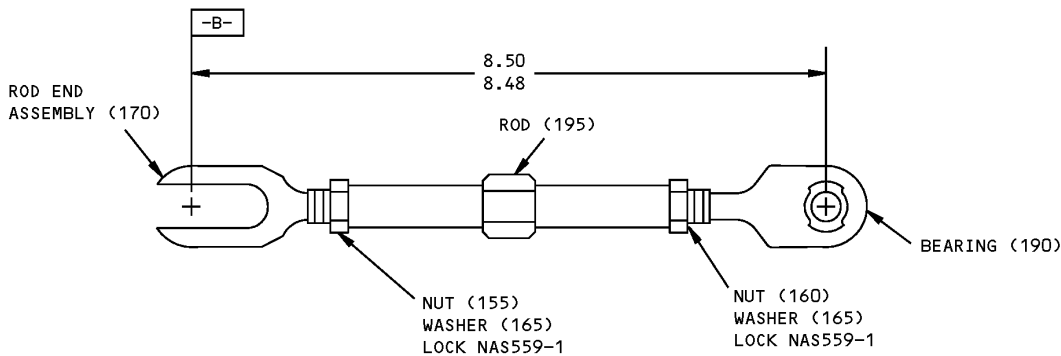 -B-
8.50
8.48
ROD END
ASSEMBLY (170)
ROD (195)
BEARING (190)
NUT (155)
WASHER (165)
LOCK NAS559-1
NUT (160)
WASHER (165)
LOCK NAS559-1